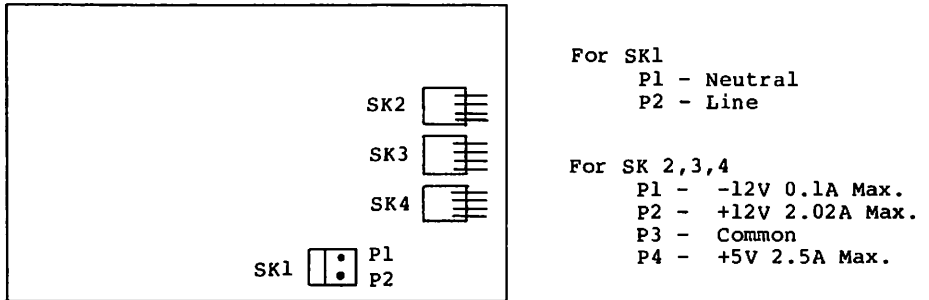 SK2
SK3
SK4
SK1
P1
P2
For SK1
P1 - Neutral
P2 - Line
For SK 2,3,4
P1 - -12V 0.1A Max.
P2 - +12V 2.02A Max.
P3 - Common
P4 - +5V 2.5A Max.